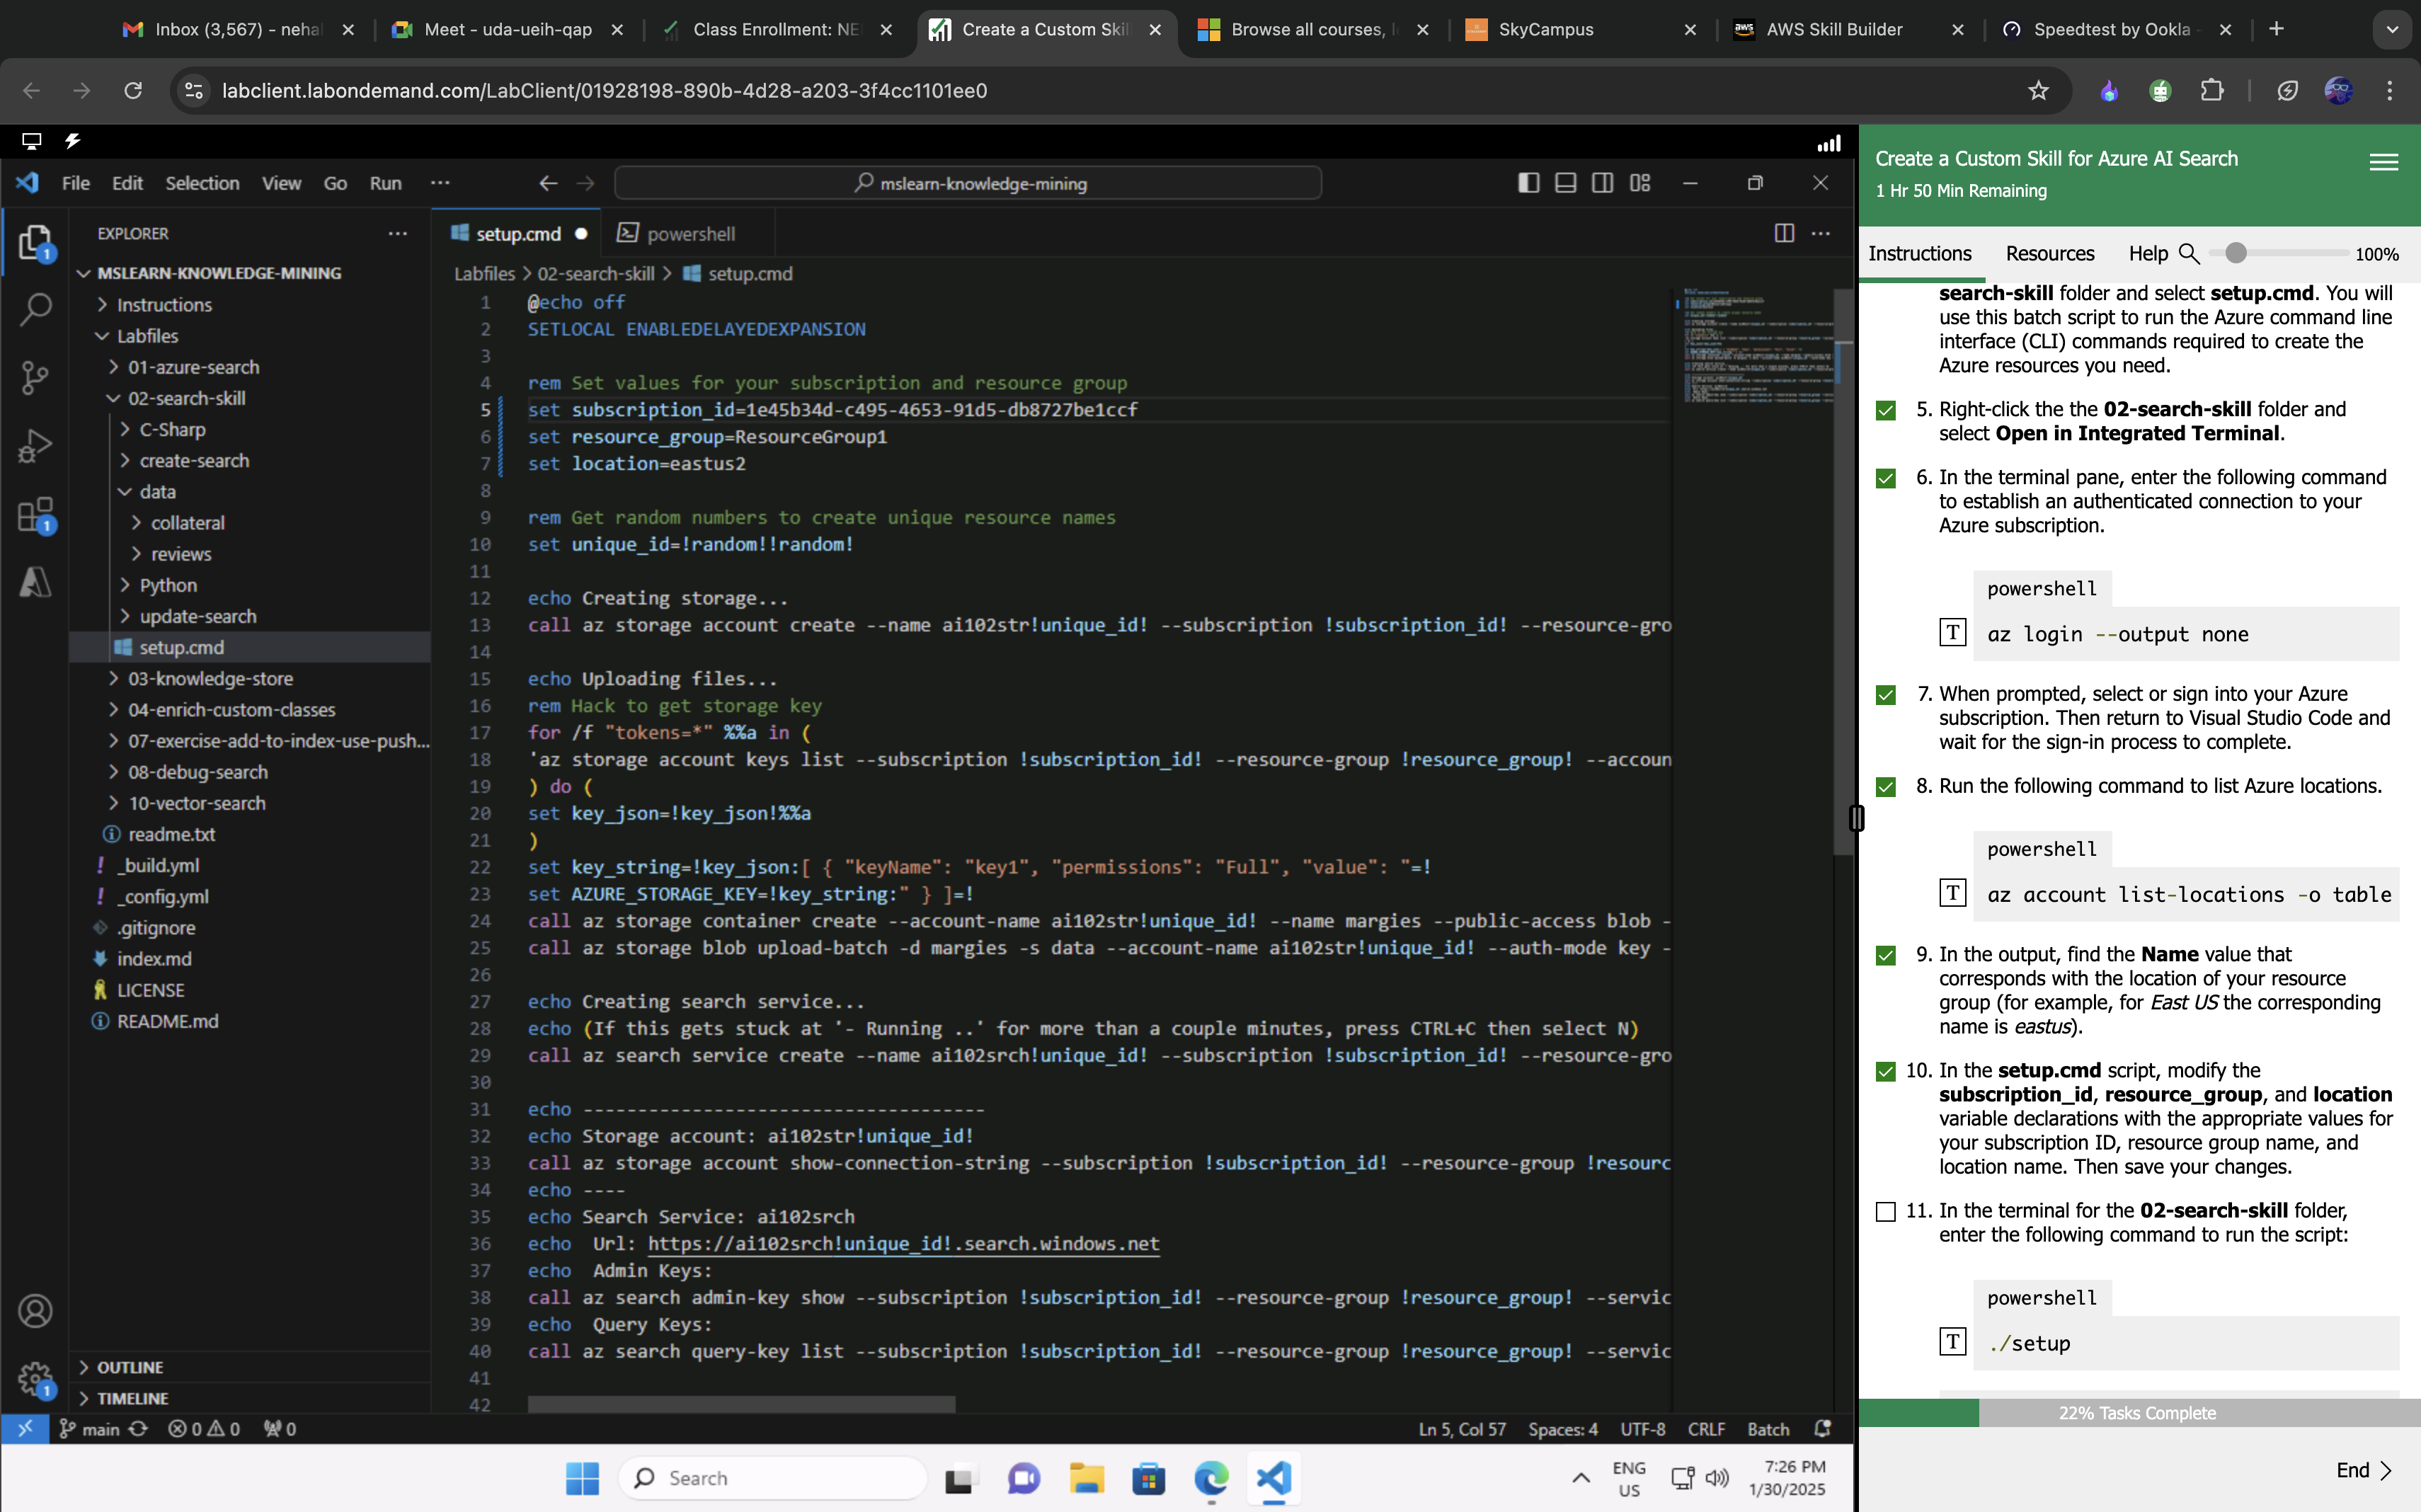 Inbox (3,567) - neha
Meet - uda-ueih-qap
Class Enrollment: NE
Create a Custom Skil
Browse all courses, l
SkyCampus
AWS Skill Builder
Speedtest by Ookla -
labclient.labondemand.com/LabClient/01928198-890b-4d28-a203-3f4cc1101ee0
File Edit Selection View Go Run ...
mslearn-knowledge-mining
EXPLORER
MSLEARN-KNOWLEDGE-MINING
Instructions
Labfiles
01-azure-search
02-search-skill
C-Sharp
create-search
data
collateral
reviews
Python
update-search
setup.cmd
03-knowledge-store
04-enrich-custom-classes
07-exercise-add-to-index-use-push...
08-debug-search
10-vector-search
readme.txt
_build.yml
_config.yml
.gitignore
index.md
LICENSE
README.md
OUTLINE
TIMELINE
setup.cmd
powershell
Labfiles > 02-search-skill > setup.cmd
1 @echo off
2 SETLOCAL ENABLEDELAYEDEXPANSION
3
4 rem Set values for your subscription and resource group
5 set subscription_id=1e45b34d-c495-4653-91d5-db8727be1ccf
6 set resource_group=ResourceGroup1
7 set location=eastus2
8
9 rem Get random numbers to create unique resource names
10 set unique_id=!random!!random!
11
12 echo Creating storage...
13 call az storage account create --name ai102str!unique_id! --subscription !subscription_id! --resource-gro
14
15 echo Uploading files...
16 rem Hack to get storage key
17 for /f "tokens=*" %%a in (
18 'az storage account keys list --subscription !subscription_id! --resource-group !resource_group! --accoun
19 ) do (
20 set key_json=!key_json!%%a
21 )
22 set key_string=!key_json:[ { "keyName": "key1", "permissions": "Full", "value": "=!
23 set AZURE_STORAGE_KEY=!key_string:" } ]=!
24 call az storage container create --account-name ai102str!unique_id! --name margies --public-access blob -
25 call az storage blob upload-batch -d margies -s data --account-name ai102str!unique_id! --auth-mode key -
26
27 echo Creating search service...
28 echo (If this gets stuck at '- Running ..' for more than a couple minutes, press CTRL+C then select N)
29 call az search service create --name ai102srch!unique_id! --subscription !subscription_id! --resource-gro
30
31 echo -------------------------------------
32 echo Storage account: ai102str!unique_id!
33 call az storage account show-connection-string --subscription !subscription_id! --resource-group !resourc
34 echo ----
35 echo Search Service: ai102srch
36 echo  Url: https://ai102srch!unique_id!.search.windows.net
37 echo  Admin Keys:
38 call az search admin-key show --subscription !subscription_id! --resource-group !resource_group! --servic
39 echo  Query Keys:
40 call az search query-key list --subscription !subscription_id! --resource-group !resource_group! --servic
41
42
main 0 0 0
Ln 5, Col 57 Spaces: 4 UTF-8 CRLF Batch
Search
ENG
US
7:26 PM
1/30/2025
Create a Custom Skill for Azure AI Search
1 Hr 50 Min Remaining
Instructions Resources Help 100%
search-skill folder and select setup.cmd. You will
use this batch script to run the Azure command line
interface (CLI) commands required to create the
Azure resources you need.
5. Right-click the the 02-search-skill folder and
select Open in Integrated Terminal.
6. In the terminal pane, enter the following command
to establish an authenticated connection to your
Azure subscription.
powershell
T az login --output none
7. When prompted, select or sign into your Azure
subscription. Then return to Visual Studio Code and
wait for the sign-in process to complete.
8. Run the following command to list Azure locations.
powershell
T az account list-locations -o table
9. In the output, find the Name value that
corresponds with the location of your resource
group (for example, for East US the corresponding
name is eastus).
10. In the setup.cmd script, modify the
subscription_id, resource_group, and location
variable declarations with the appropriate values for
your subscription ID, resource group name, and
location name. Then save your changes.
11. In the terminal for the 02-search-skill folder,
enter the following command to run the script:
powershell
T ./setup
22% Tasks Complete
End